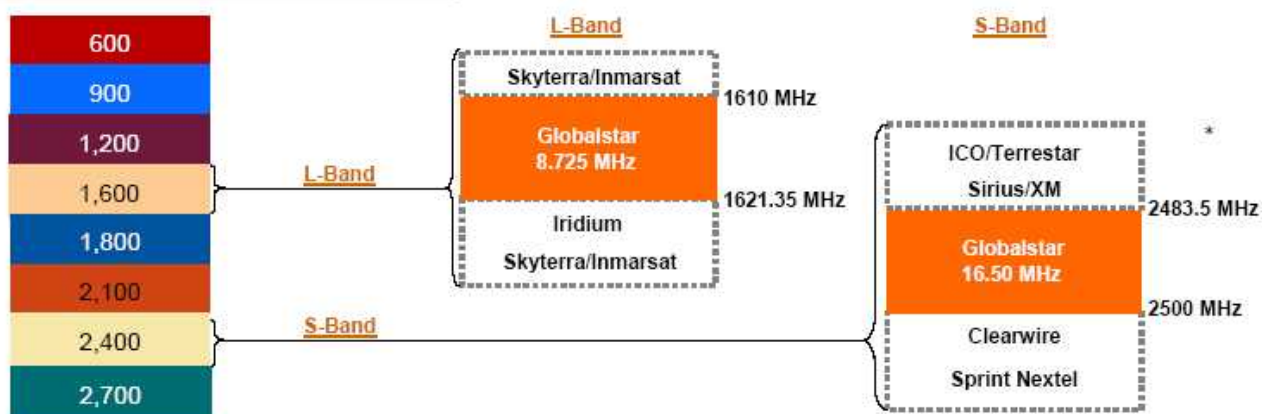 L-Band
S-Band
600
900
1,200
1,600
1,800
2,100
2,400
2,700
L-Band
S-Band
Skyterra/Inmarsat
1610 MHz
Globalstar
8.725 MHz
1621.35 MHz
Iridium
Skyterra/Inmarsat
*
ICO/Terrestar
Sirius/XM
2483.5 MHz
Globalstar
16.50 MHz
2500 MHz
Clearwire
Sprint Nextel